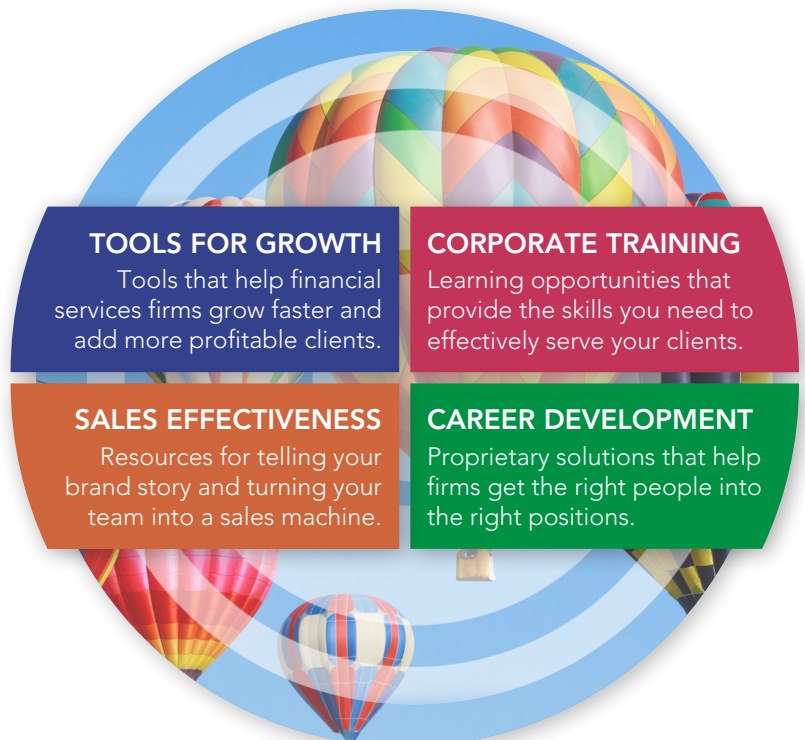 TOOLS FOR GROWTH
Tools that help financial
services firms grow faster and
add more profitable clients.
CORPORATE TRAINING
Learning opportunities that
provide the skills you need to
effectively serve your clients.
SALES EFFECTIVENESS
Resources for telling your
brand story and turning your
team into a sales machine.
CAREER DEVELOPMENT
Proprietary solutions that help
firms get the right people into
the right positions.